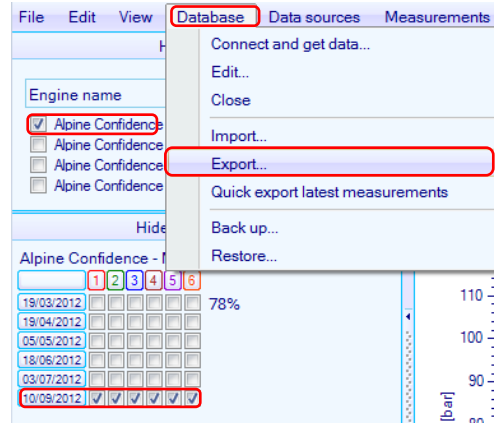 File Edit View Database Data sources Measurements
Connect and get data...
Edit...
Close
Import...
Export...
Quick export latest measurements
Back up...
Restore...
Engine name
Alpine Confidence
Alpine Confidence
Alpine Confidence
Alpine Confidence
Hide
Alpine Confidence -
1 2 3 4 5 6
19/03/2012 78%
19/04/2012
05/05/2012
18/06/2012
03/07/2012
10/09/2012
110
100
90
80
[bar]